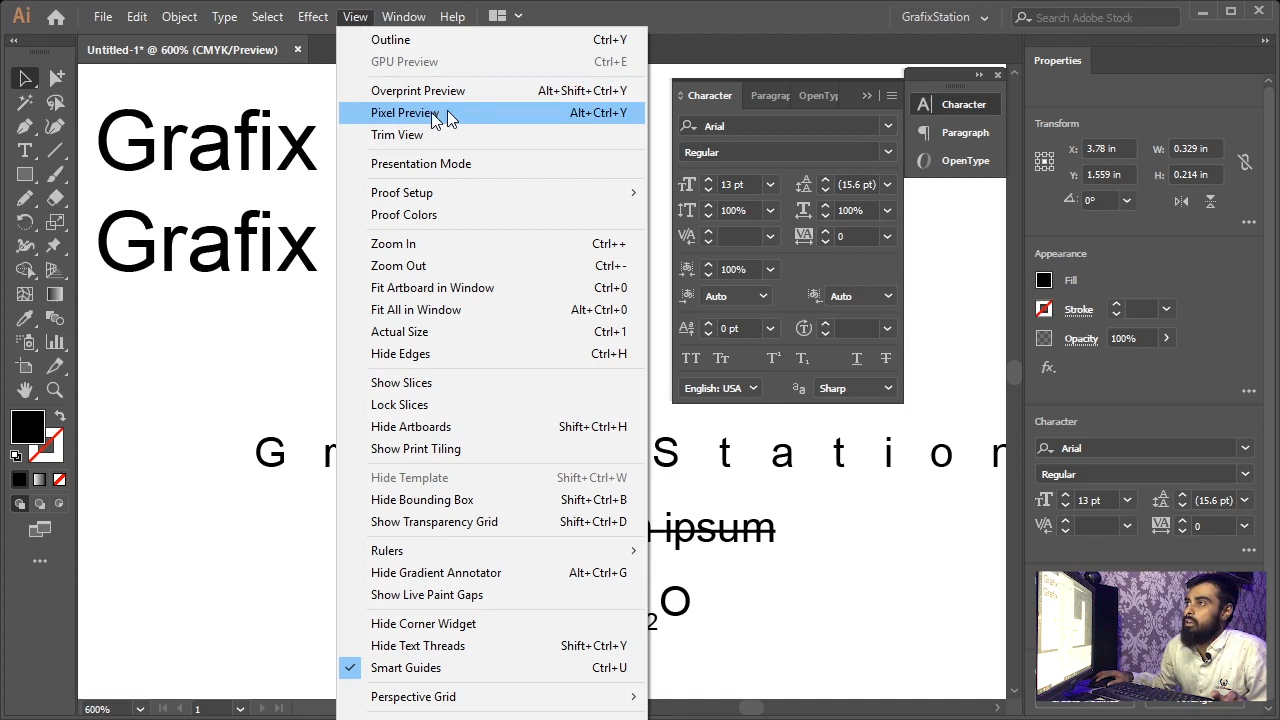 Ai File Edit Object Type Select Effect View Window Help GrafixStation Search Adobe Stock
Untitled-1* @ 600% (CMYK/Preview)
Grafix
Grafix
G r
S t a t i o n
ipsum
2O
Outline Ctrl+Y
GPU Preview Ctrl+E
Overprint Preview Alt+Shift+Ctrl+Y
Pixel Preview Alt+Ctrl+Y
Trim View
Presentation Mode
Proof Setup
Proof Colors
Zoom In Ctrl++
Zoom Out Ctrl+-
Fit Artboard in Window Ctrl+0
Fit All in Window Alt+Ctrl+0
Actual Size Ctrl+1
Hide Edges Ctrl+H
Show Slices
Lock Slices
Hide Artboards Shift+Ctrl+H
Show Print Tiling
Hide Template Shift+Ctrl+W
Hide Bounding Box Shift+Ctrl+B
Show Transparency Grid Shift+Ctrl+D
Rulers
Hide Gradient Annotator Alt+Ctrl+G
Show Live Paint Gaps
Hide Corner Widget
Hide Text Threads Shift+Ctrl+Y
Smart Guides Ctrl+U
Perspective Grid
Character Paragraph OpenTy
Arial
Regular
13 pt (15.6 pt)
100% 100%
0
100%
Auto Auto
0 pt
English: USA Sharp
Character
Paragraph
OpenType
Properties
Transform
X: 3.78 in W: 0.329 in
Y: 1.559 in H: 0.214 in
0°
Appearance
Fill
Stroke
Opacity 100%
Character
Arial
Regular
13 pt (15.6 pt)
0
600% 1